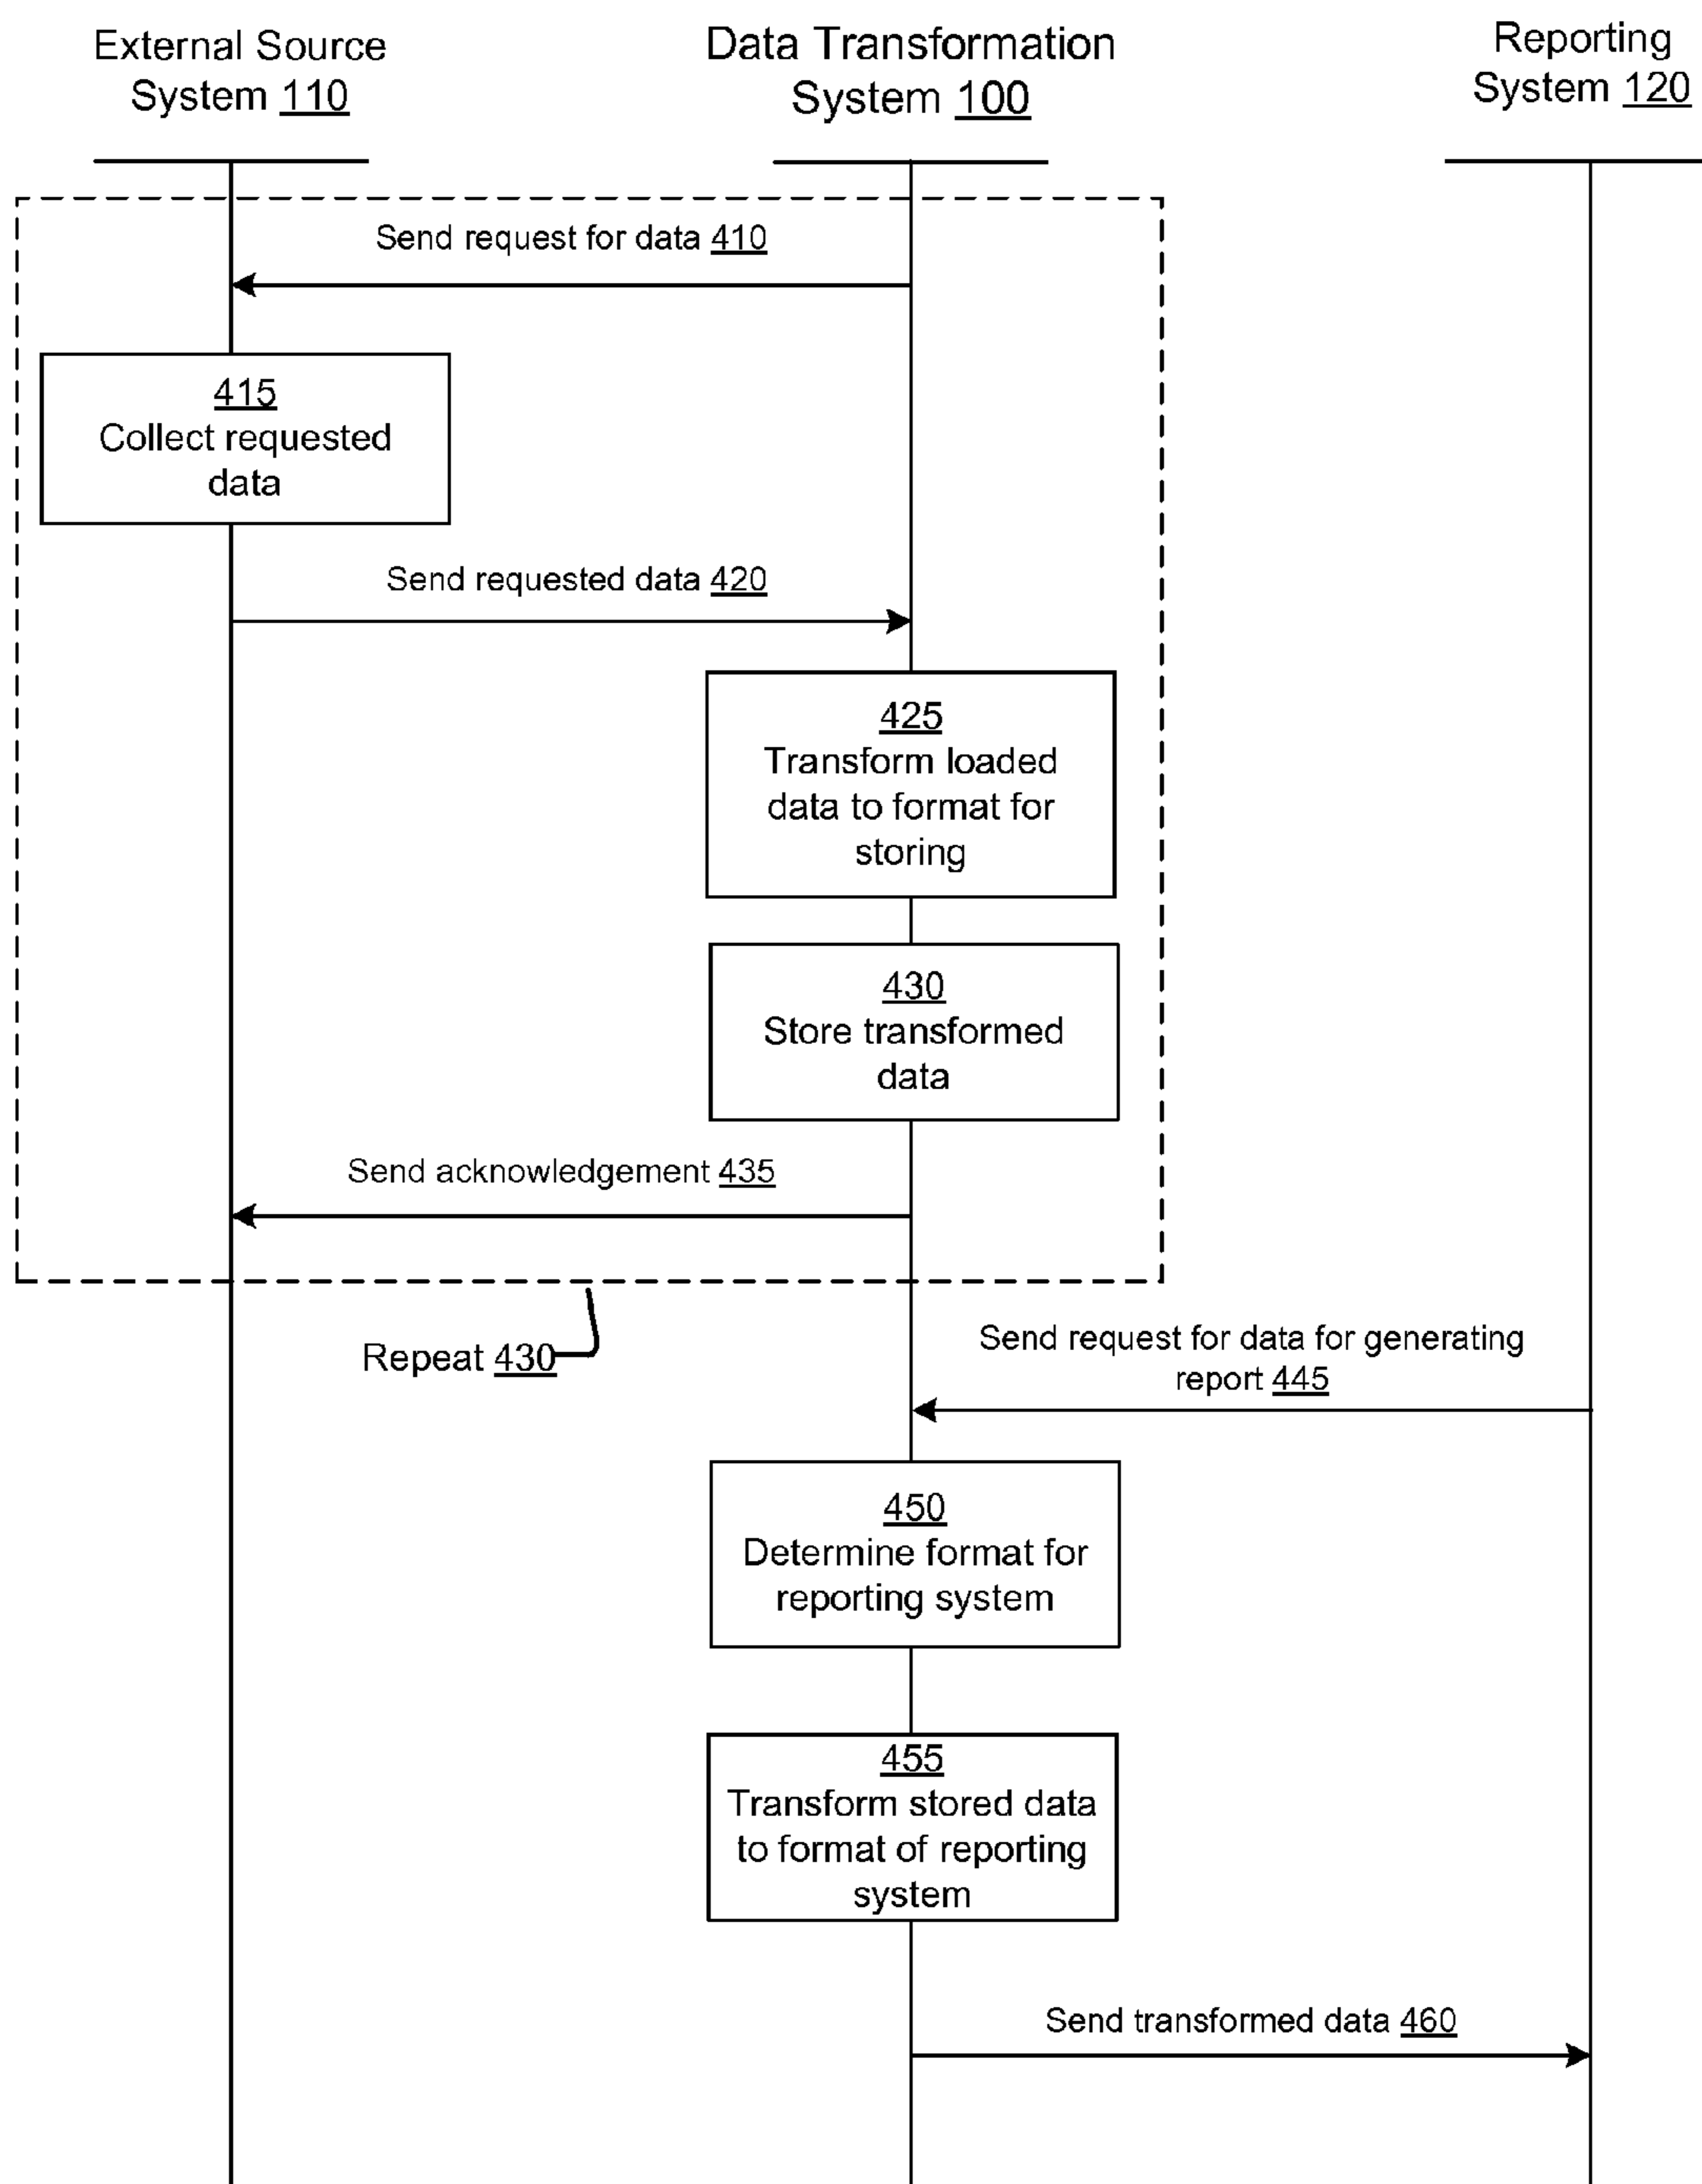 External Source
System 110
Data Transformation
System 100
Reporting
System 120
Send request for data 410
415
Collect requested
data
Send requested data 420
425
Transform loaded
data to format for
storing
430
Store transformed
data
Send acknowledgement 435
Repeat 430
Send request for data for generating
report 445
450
Determine format for
reporting system
455
Transform stored data
to format of reporting
system
Send transformed data 460